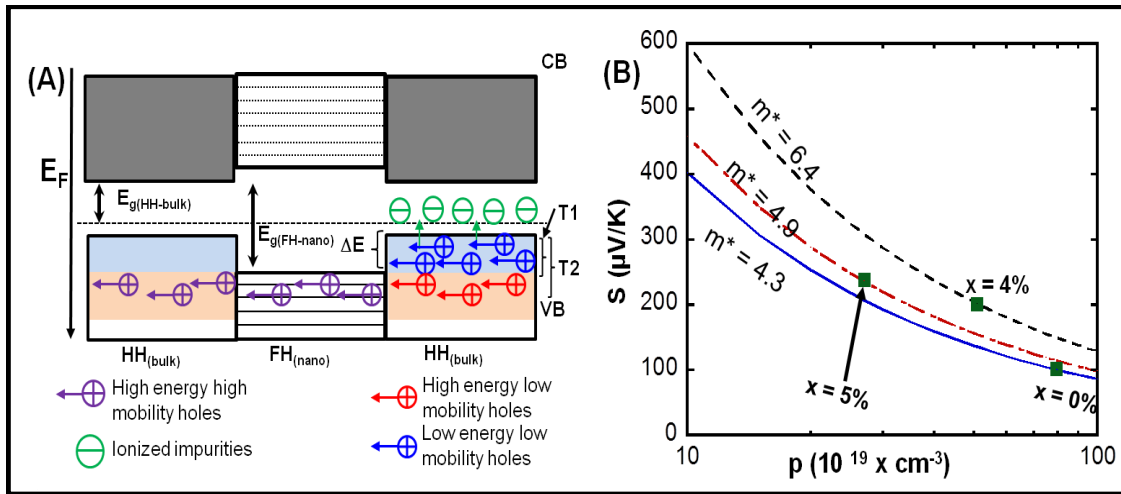 (A)
CB
E_F
E_g(HH-bulk)
E_g(FH-nano)
ΔE
T1
T2
VB
HH(bulk)
FH(nano)
HH(bulk)
High energy high
mobility holes
Ionized impurities
High energy low
mobility holes
Low energy low
mobility holes
(B)
S (μV/K)
600
500
400
300
200
100
0
m* = 6.4
m* = 4.9
m* = 4.3
x = 4%
x = 5%
x = 0%
10
100
p (10 ¹⁹ x cm⁻³)